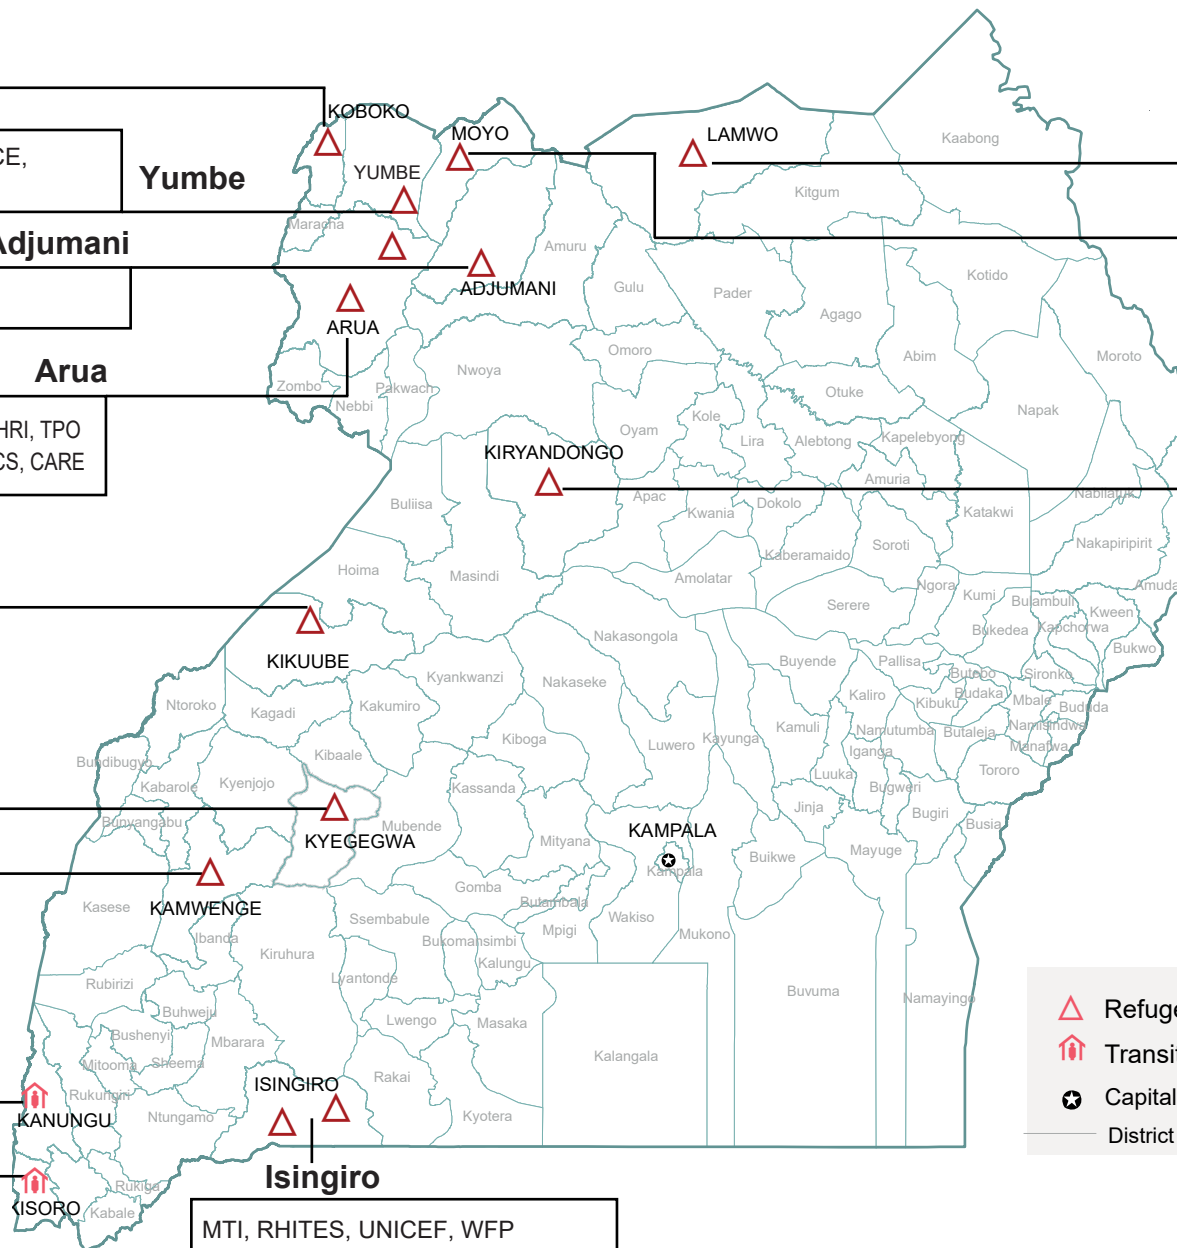 KOBOKO
MOYO
LAMWO
Kaabong
CE,
Yumbe
YUMBE
Kitgum
Maracha
Adjumani
Amuru
Kotido
ADJUMANI
Gulu
Pader
Agago
ARUA
Omoro
Abim
Moroto
Arua
Nwoya
Zombo
Pakwach
Otuke
Nebbi
Napak
HRI, TPO
CS, CARE
Kole
Oyam
Lira
Alebtong
Kapelebyong
KIRYANDONGO
Amuria
Buliisa
Apac
Kwania
Dokolo
Katakwi
Nabilatuk
Nakapiripirit
Kaberamaido
Soroti
Hoima
Masindi
Amolatar
Ngora
Kumi
Amuda
Serere
Bulambuli
Kween
Bukedea
Kapchorwa
Bukwo
Nakasongola
KIKUUBE
Buyende
Pallisa
Butebo
Sironko
Kyankwanzi
Nakaseke
Kaliro
Budaka
Mbale
Bududa
Ntoroko
Kagadi
Kakumiro
Kibuku
Kamuli
Namutumba
Butaleja
Namisindwa
Kiboga
Luwero
Kayunga
Iganga
Manafwa
Bundibugyo
Kibaale
Luuka
Tororo
Kabarole
Kyenjojo
Kassanda
Bugweri
Jinja
Bugiri
Busia
Bunyangabu
Mubende
KYEGEGWA
Mityana
KAMPALA
Kampala
Buikwe
Mayuge
Gomba
Butambala
Kasese
KAMWENGE
Ssembabule
Mpigi
Wakiso
Mukono
Ibanda
Kiruhura
Bukomansimbi
Kalungu
Lyantonde
Rubirizi
Buvuma
Namayingo
Buhweju
Lwengo
Masaka
Bushenyi
Mbarara
Mitooma
Sheema
Kalangala
Rakai
ISINGIRO
Rukungiri
KANUNGU
Ntungamo
Kyotera
Isingiro
Rukiga
KISORO
Kabale
MTI, RHITES, UNICEF, WFP
Refuge
Transit
Capital
District